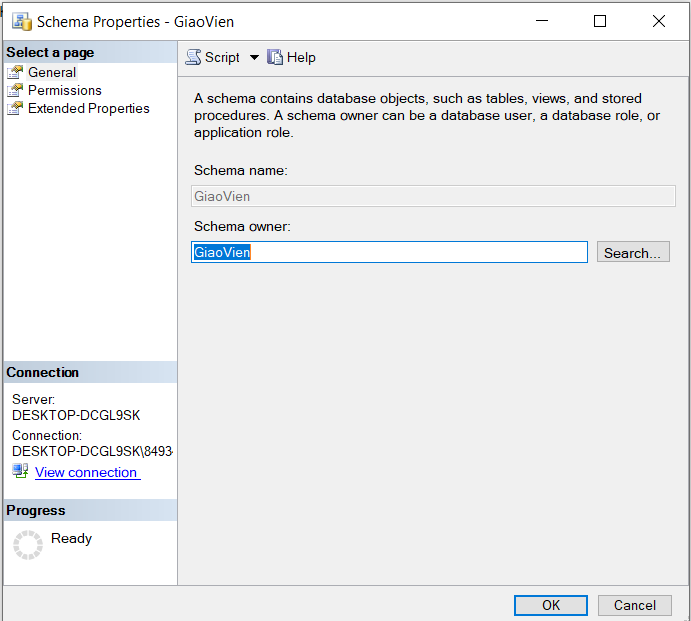 Schema Properties - GiaoVien
Select a page
General
Permissions
Extended Properties
Script
Help
A schema contains database objects, such as tables, views, and stored
procedures. A schema owner can be a database user, a database role, or
application role.
Schema name:
GiaoVien
Schema owner:
GiaoVien
Search...
Connection
Server:
DESKTOP-DCGL9SK
Connection:
DESKTOP-DCGL9SK\8493
View connection
Progress
Ready
OK
Cancel